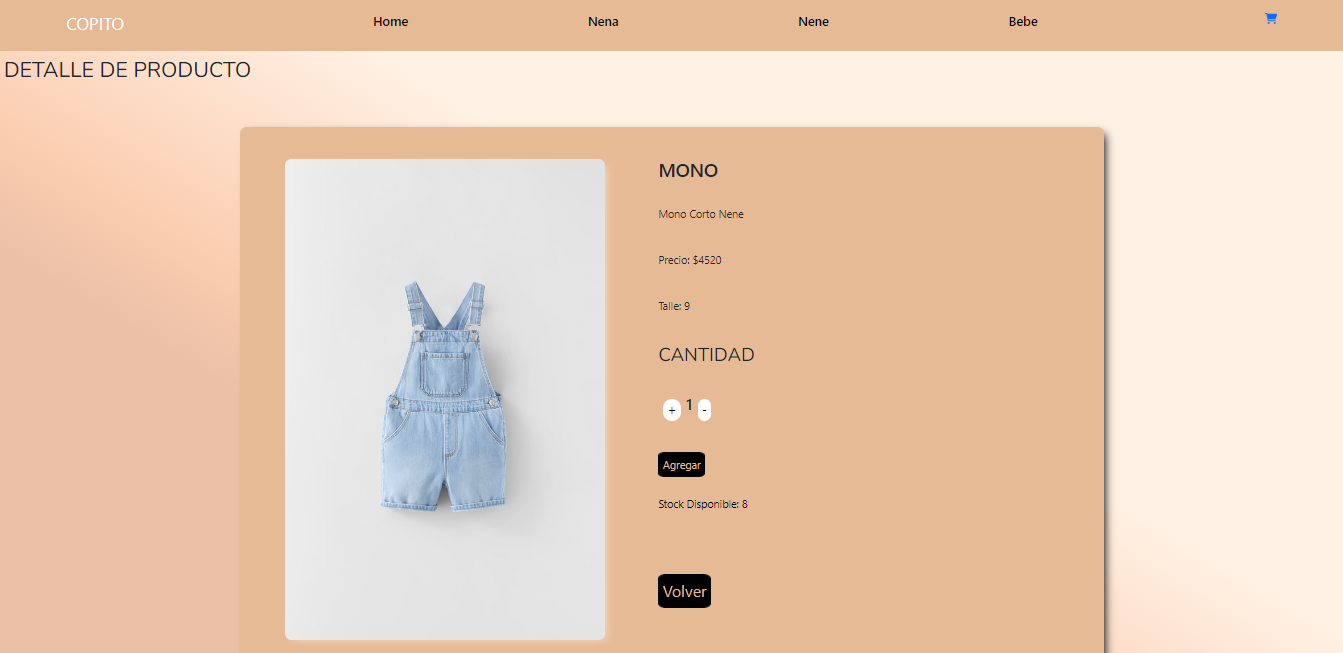 COPITO Home Nena Nene Bebe
DETALLE DE PRODUCTO
MONO
Mono Corto Nene
Precio: $4520
Talle: 9
CANTIDAD
+ 1 -
Agregar
Stock Disponible: 8
Volver